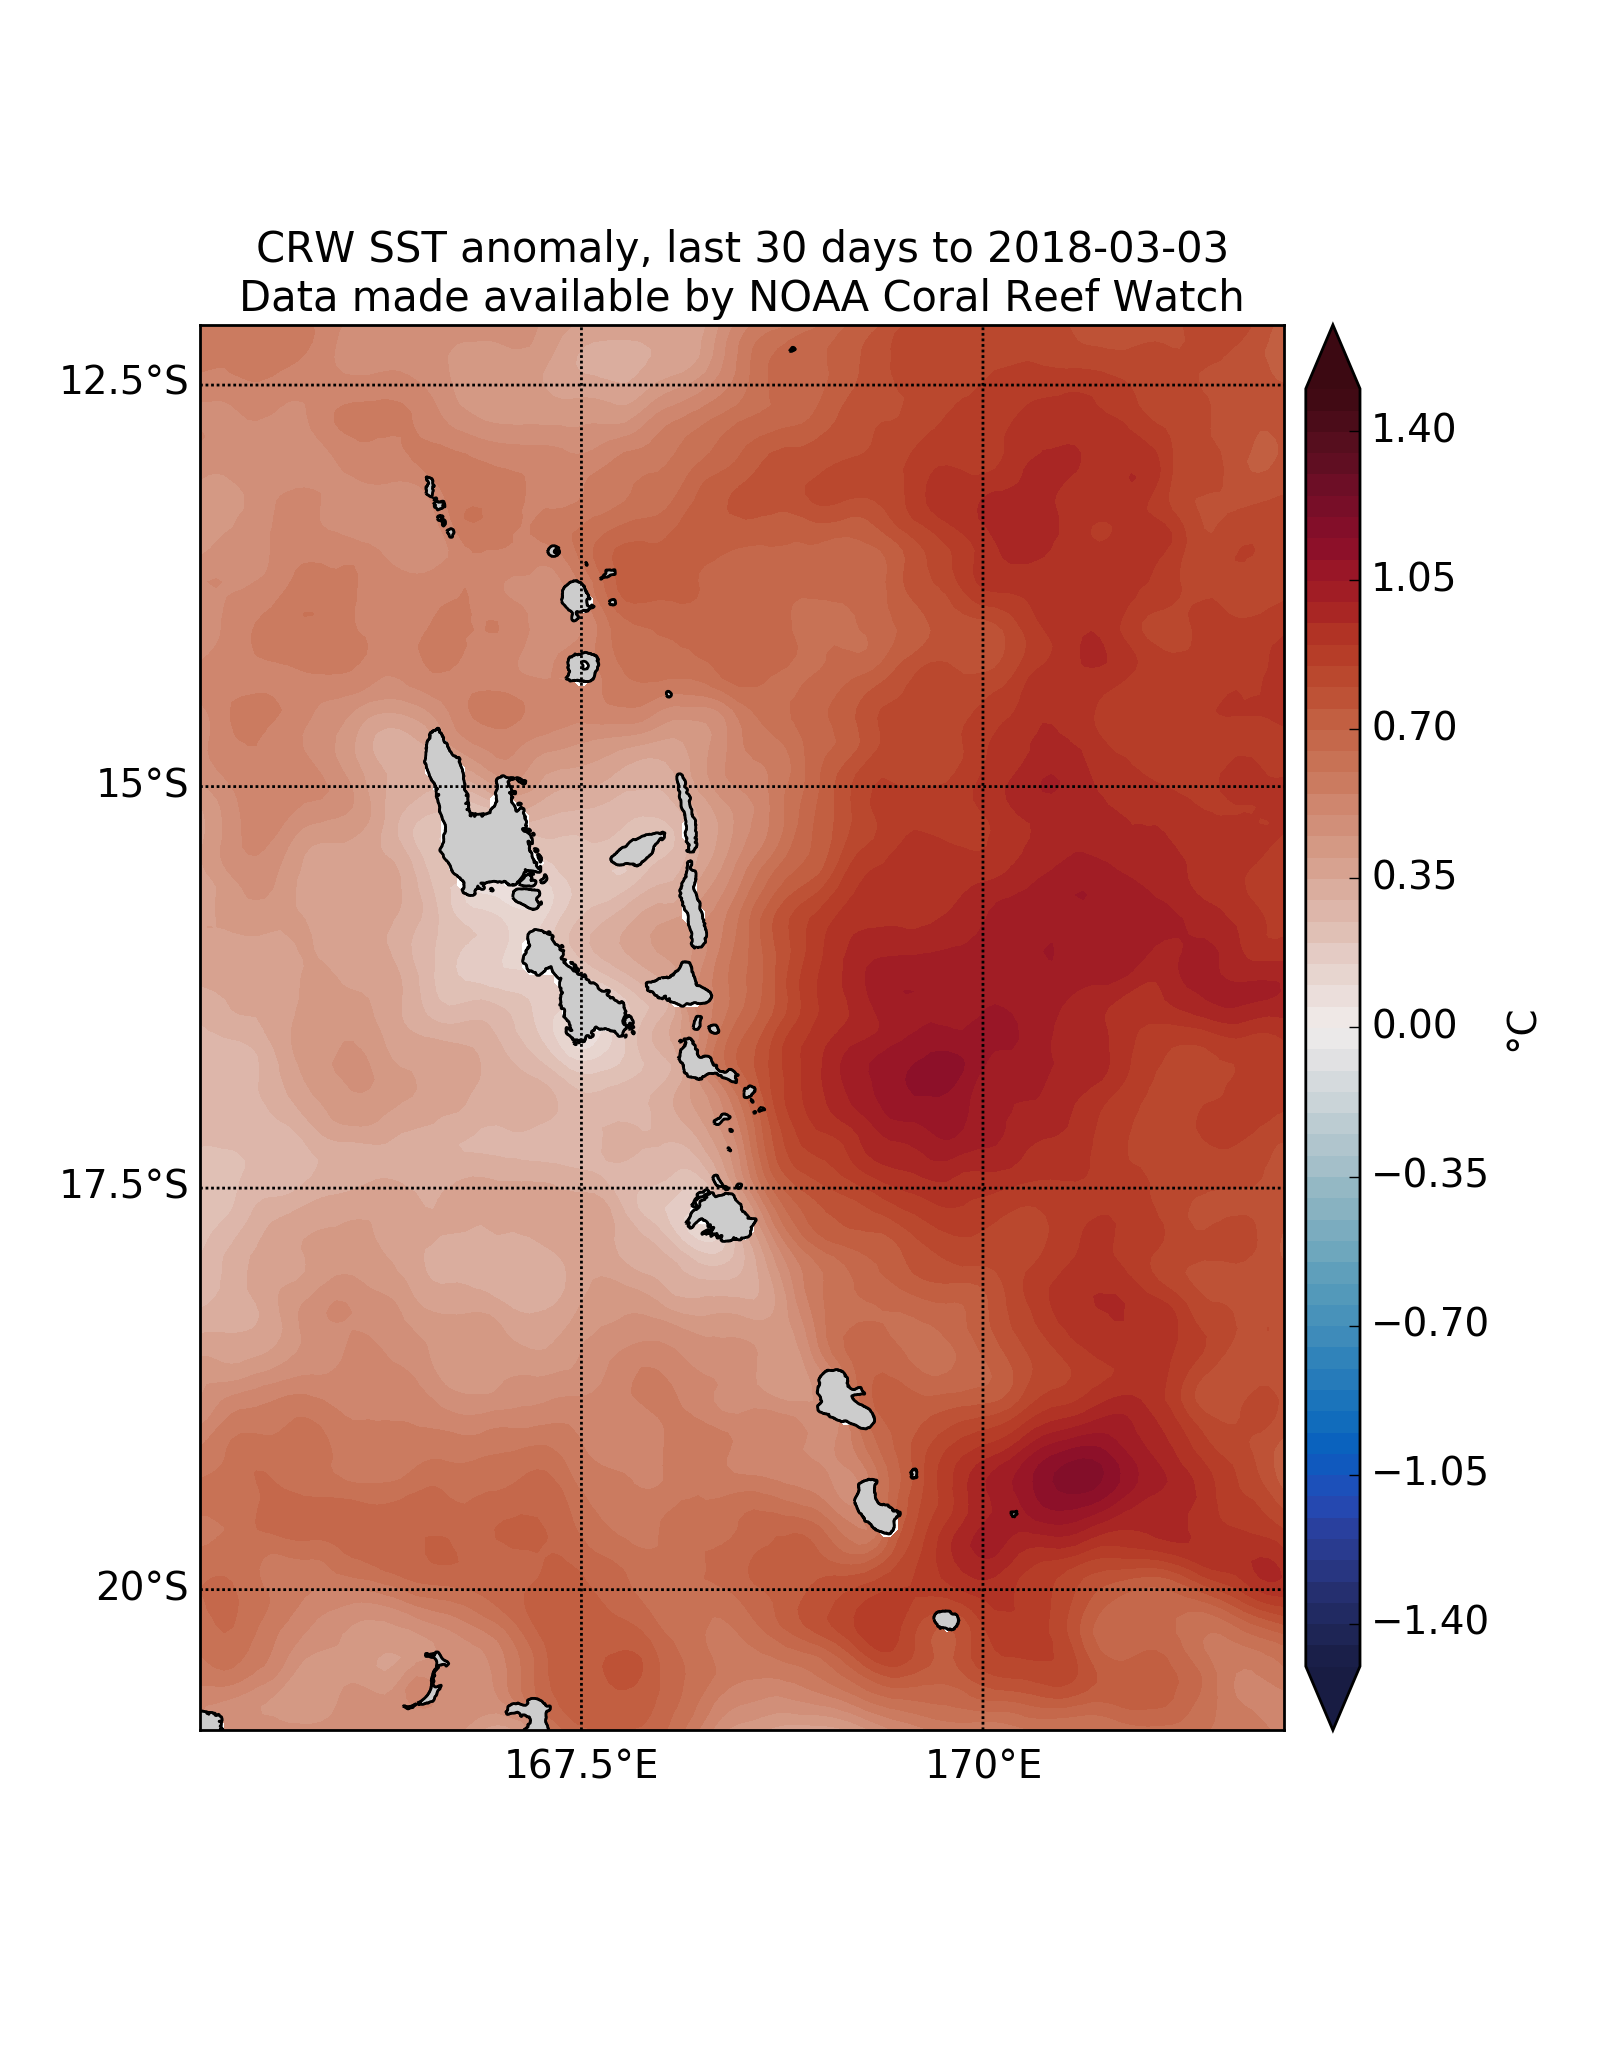 CRW SST anomaly, last 30 days to 2018-03-03
Data made available by NOAA Coral Reef Watch
12.5°S
15°S
17.5°S
20°S
167.5°E
170°E
1.40
1.05
0.70
0.35
0.00
−0.35
−0.70
−1.05
−1.40
°C